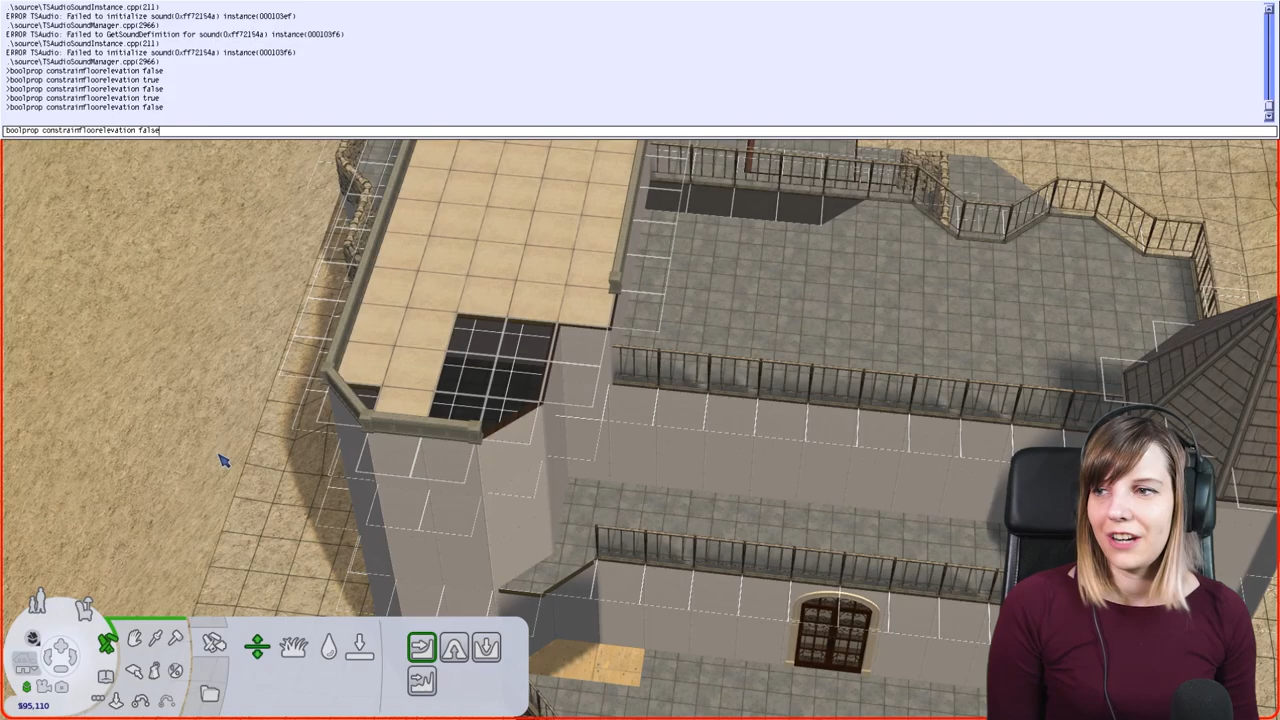 .\source\TSAudioSoundInstance.cpp(211)
ERROR TSAudio: Failed to initialize sound(0xff72154a) instance(000103ef)
.\source\TSAudioSoundManager.cpp(2966)
ERROR TSAudio: Failed to GetSoundDefinition for sound(0xff72154a) instance(000103f6)
.\source\TSAudioSoundInstance.cpp(211)
ERROR TSAudio: Failed to initialize sound(0xff72154a) instance(000103f6)
.\source\TSAudioSoundManager.cpp(2966)
>boolprop constrainfloorelevation false
>boolprop constrainfloorelevation true
>boolprop constrainfloorelevation false
>boolprop constrainfloorelevation true
>boolprop constrainfloorelevation false
boolprop constrainfloorelevation false
§95,110